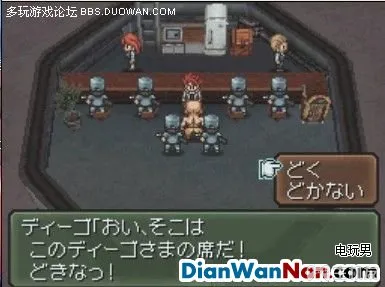 多玩游戏论坛 BBS.DUOWAN.COM
どく
どかない
ディーゴ「おい、そこは
このディーゴさまの席だ!
どきなっ!
电玩男
DianWanNan.com